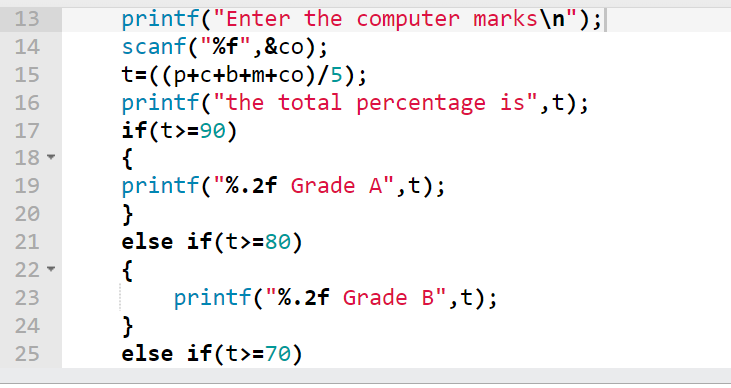 13 printf("Enter the computer marks\n");
14 scanf("%f",&co);
15 t=((p+c+b+m+co)/5);
16 printf("the total percentage is",t);
17 if(t>=90)
18 {
19 printf("%.2f Grade A",t);
20 }
21 else if(t>=80)
22 {
23 printf("%.2f Grade B",t);
24 }
25 else if(t>=70)